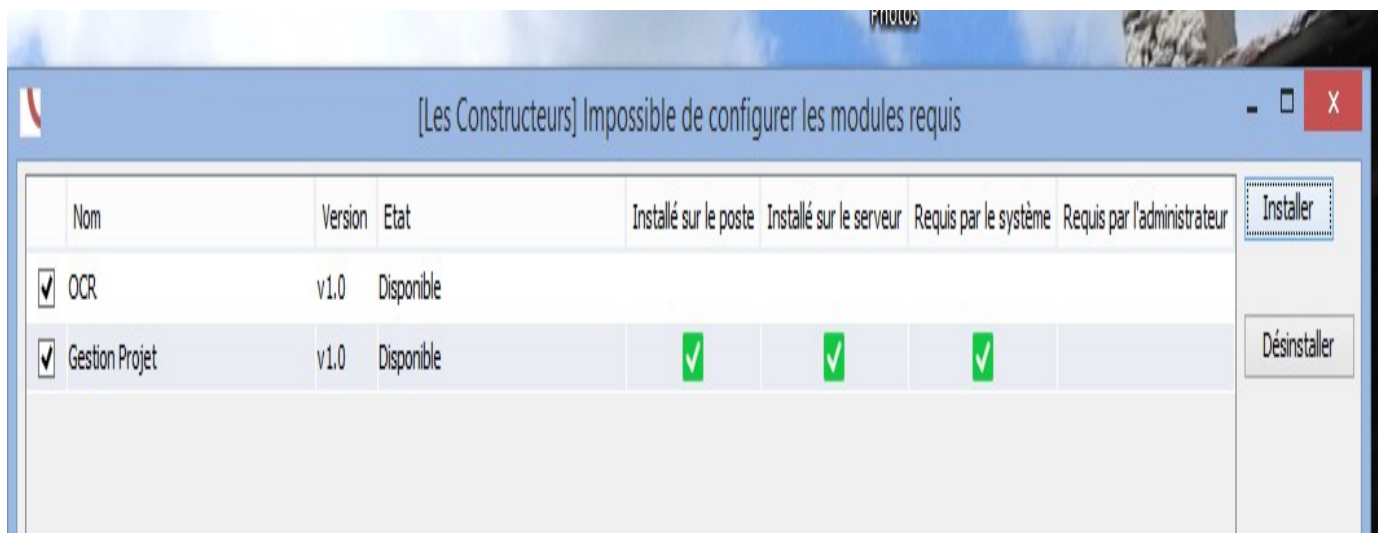 Photos
[Les Constructeurs] Impossible de configurer les modules requis
Nom Version Etat Installé sur le poste Installé sur le serveur Requis par le système Requis par l'administrateur
Installer
OCR v1.0 Disponible
Gestion Projet v1.0 Disponible
Désinstaller